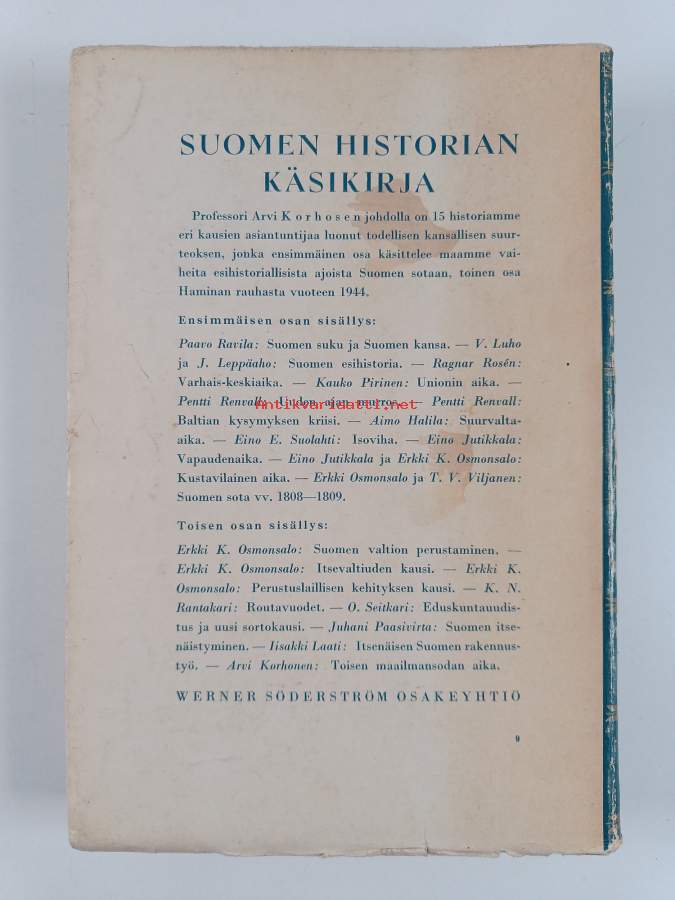 SUOMEN HISTORIAN
KÄSIKIRJA
Professori Arvi Korhosen johdolla on 15 historiamme
eri kausien asiantuntijaa luonut todellisen kansallisen suur-
teoksen, jonka ensimmäinen osa käsittelee maamme vai-
heita esihistoriallisista ajoista Suomen sotaan, toinen osa
Haminan rauhasta vuoteen 1944.
Ensimmäisen osan sisällys:
Paavo Ravila: Suomen suku ja Suomen kansa. — V. Luho
ja J. Leppäaho: Suomen esihistoria. — Ragnar Rosén:
Varhais-keskiaika. — Kauko Pirinen: Unionin aika. —
Pentti Renvall: Uuden ajan murros. — Pentti Renvall:
Antikvariaatti.net
Baltian kysymyksen kriisi. — Aimo Halila: Suurvalta-
aika. — Eino E. Suolahti: Isoviha. — Eino Jutikkala:
Vapaudenaika. — Eino Jutikkala ja Erkki K. Osmonsalo:
Kustavilainen aika. — Erkki Osmonsalo ja T. V. Viljanen:
Suomen sota vv. 1808—1809.
Toisen osan sisällys:
Erkki K. Osmonsalo: Suomen valtion perustaminen. —
Erkki K. Osmonsalo: Itsevaltiuden kausi. — Erkki K.
Osmonsalo: Perustuslaillisen kehityksen kausi. — K. N.
Rantakari: Routavuodet. — O. Seitkari: Eduskuntauudis-
tus ja uusi sortokausi. — Juhani Paasivirta: Suomen itse-
näistyminen. — Iisakki Laati: Itsenäisen Suomen rakennus-
työ. — Arvi Korhonen: Toisen maailmansodan aika.
WERNER SÖDERSTRÖM OSAKEYHTIÖ
9